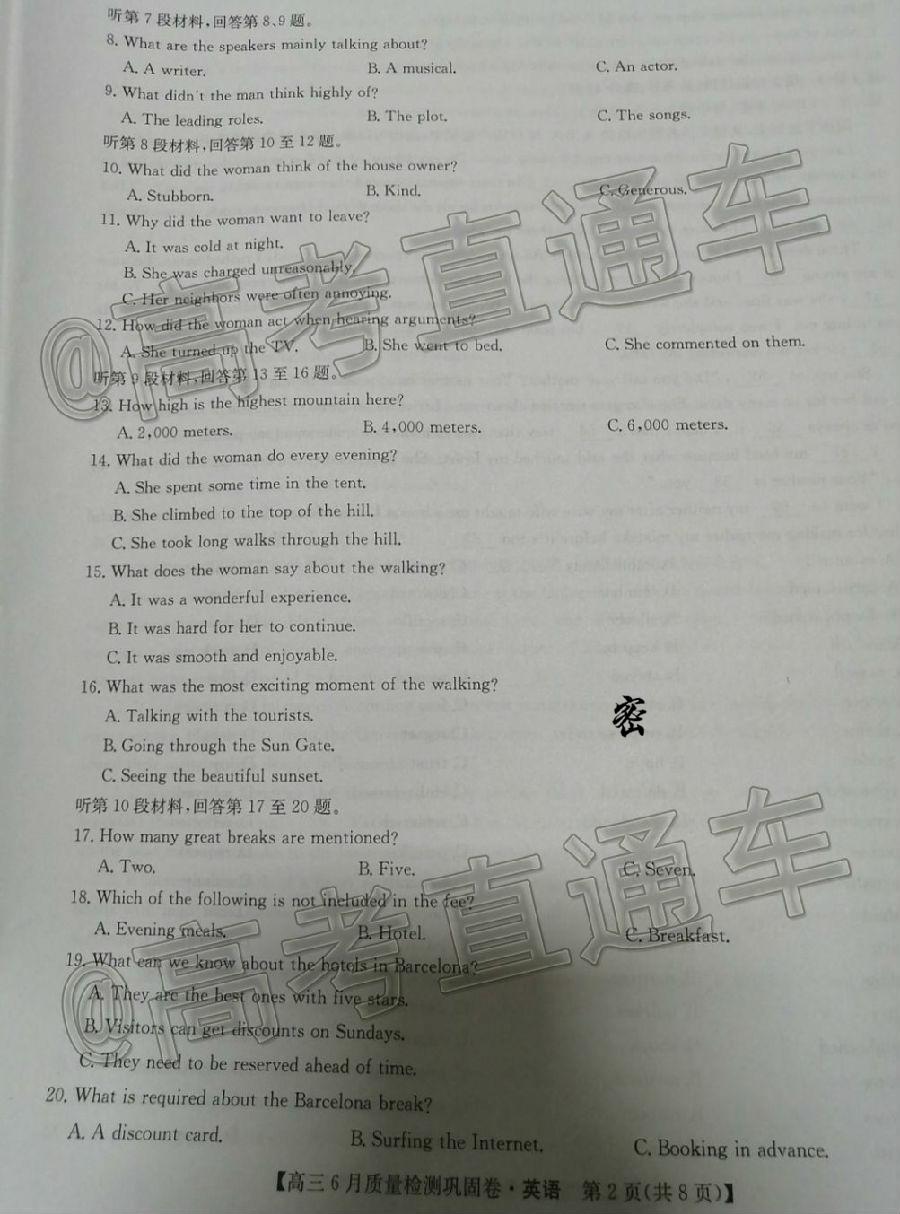 听第7段材料,回答第8、9题。
8. What are the speakers mainly talking about?
A. A writer. B. A musical. C. An actor.
9. What didn't the man think highly of?
A. The leading roles. B. The plot. C. The songs.
听第8段材料,回答第10至12题。
10. What did the woman think of the house owner?
A. Stubborn. B. Kind. C. Generous.
11. Why did the woman want to leave?
A. It was cold at night.
B. She was charged unreasonably.
C. Her neighbors were often annoying.
12. How did the woman act when hearing arguments?
A. She turned up the TV. B. She went to bed. C. She commented on them.
听第9段材料,回答第13至16题。
13. How high is the highest mountain here?
A. 2,000 meters. B. 4,000 meters. C. 6,000 meters.
14. What did the woman do every evening?
A. She spent some time in the tent.
B. She climbed to the top of the hill.
C. She took long walks through the hill.
15. What does the woman say about the walking?
A. It was a wonderful experience.
B. It was hard for her to continue.
C. It was smooth and enjoyable.
16. What was the most exciting moment of the walking?
A. Talking with the tourists.
密
B. Going through the Sun Gate.
C. Seeing the beautiful sunset.
听第10段材料,回答第17至20题。
17. How many great breaks are mentioned?
A. Two. B. Five. C. Seven.
18. Which of the following is not included in the fee?
A. Evening meals. B. Hotel. C. Breakfast.
19. What can we know about the hotels in Barcelona?
A. They are the best ones with five stars.
B. Visitors can get discounts on Sundays.
C. They need to be reserved ahead of time.
20. What is required about the Barcelona break?
A. A discount card. B. Surfing the Internet. C. Booking in advance.
【高三6月质量检测巩固卷·英语 第2页(共8页)】
@高考直通车
@高考直通车